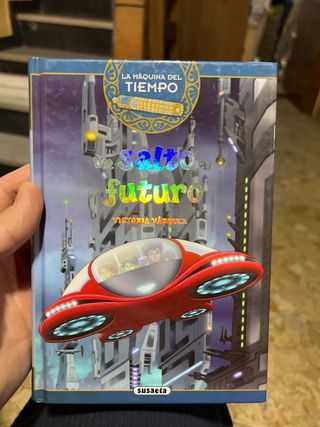 LA MÁQUINA DEL
TIEMPO
Un salto al
futuro
VICTORIA VÁZQUEZ
susaeta